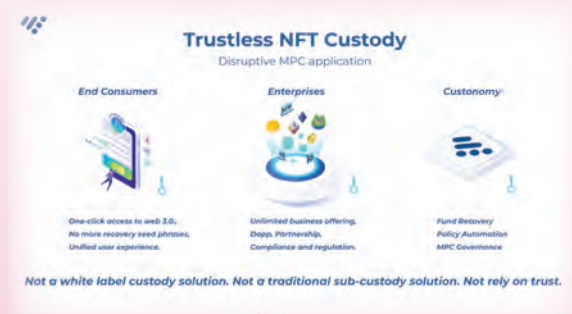 Trustless NFT Custody
Disruptive MPC application
End Consumers
Enterprises
Custonomy
One-click access to web 3.0.,
No more recovery seed phrases,
Unified user experience.
Unlimited business offering,
Dapp, Partnership,
Compliance and regulation.
Fund Recovery
Policy Automation
MPC Governance
Not a white label custody solution. Not a traditional sub-custody solution. Not rely on trust.